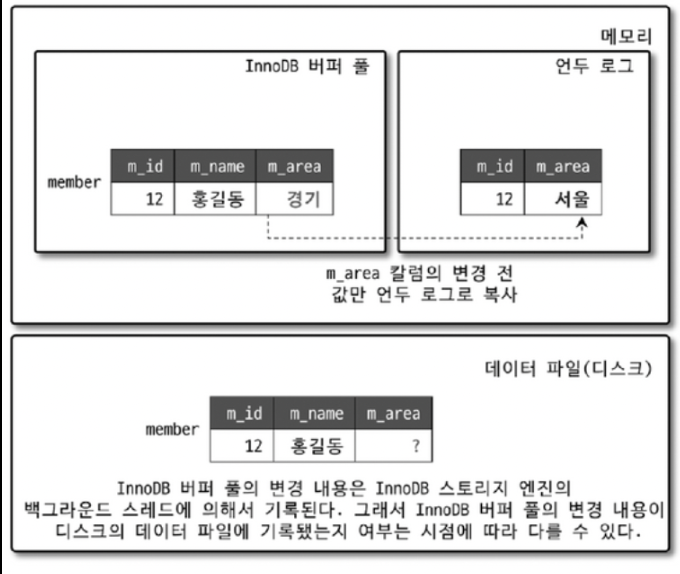 메모리
InnoDB 버퍼 풀
언두 로그
m_id m_name m_area
member
12 홍길동 경기
m_id m_area
12 서울
m_area 칼럼의 변경 전
값만 언두 로그로 복사
데이터 파일(디스크)
m_id m_name m_area
member
12 홍길동 ?
InnoDB 버퍼 풀의 변경 내용은 InnoDB 스토리지 엔진의
백그라운드 스레드에 의해서 기록된다. 그래서 InnoDB 버퍼 풀의 변경 내용이
디스크의 데이터 파일에 기록됐는지 여부는 시점에 따라 다를 수 있다.